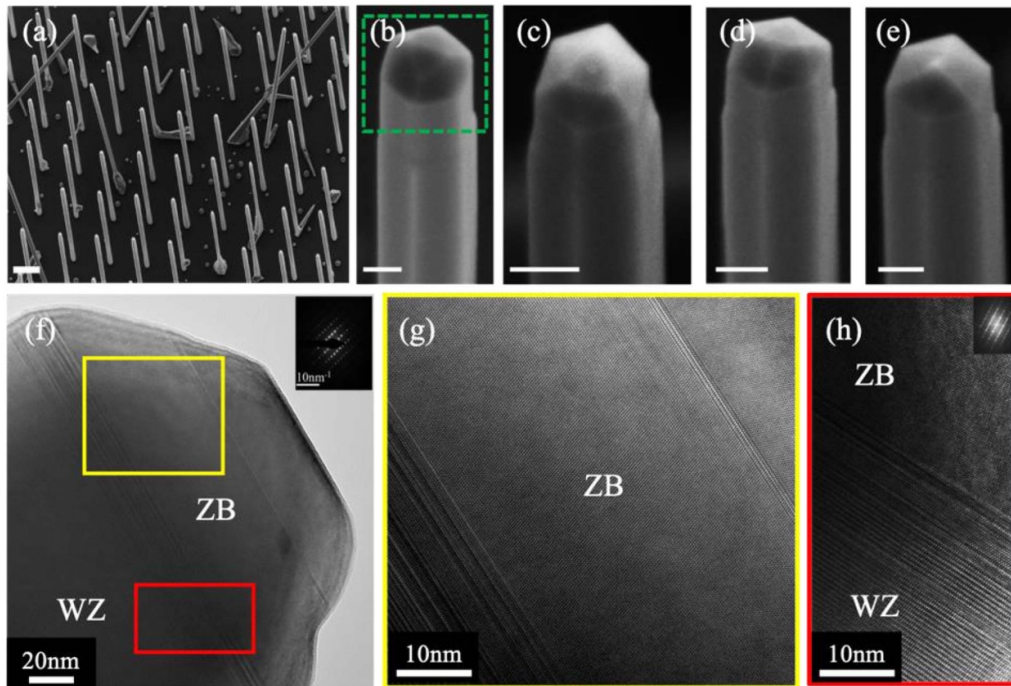 (a)
(b)
(c)
(d)
(e)
(f)
10nm⁻¹
ZB
WZ
20nm
(g)
ZB
10nm
(h)
ZB
WZ
10nm